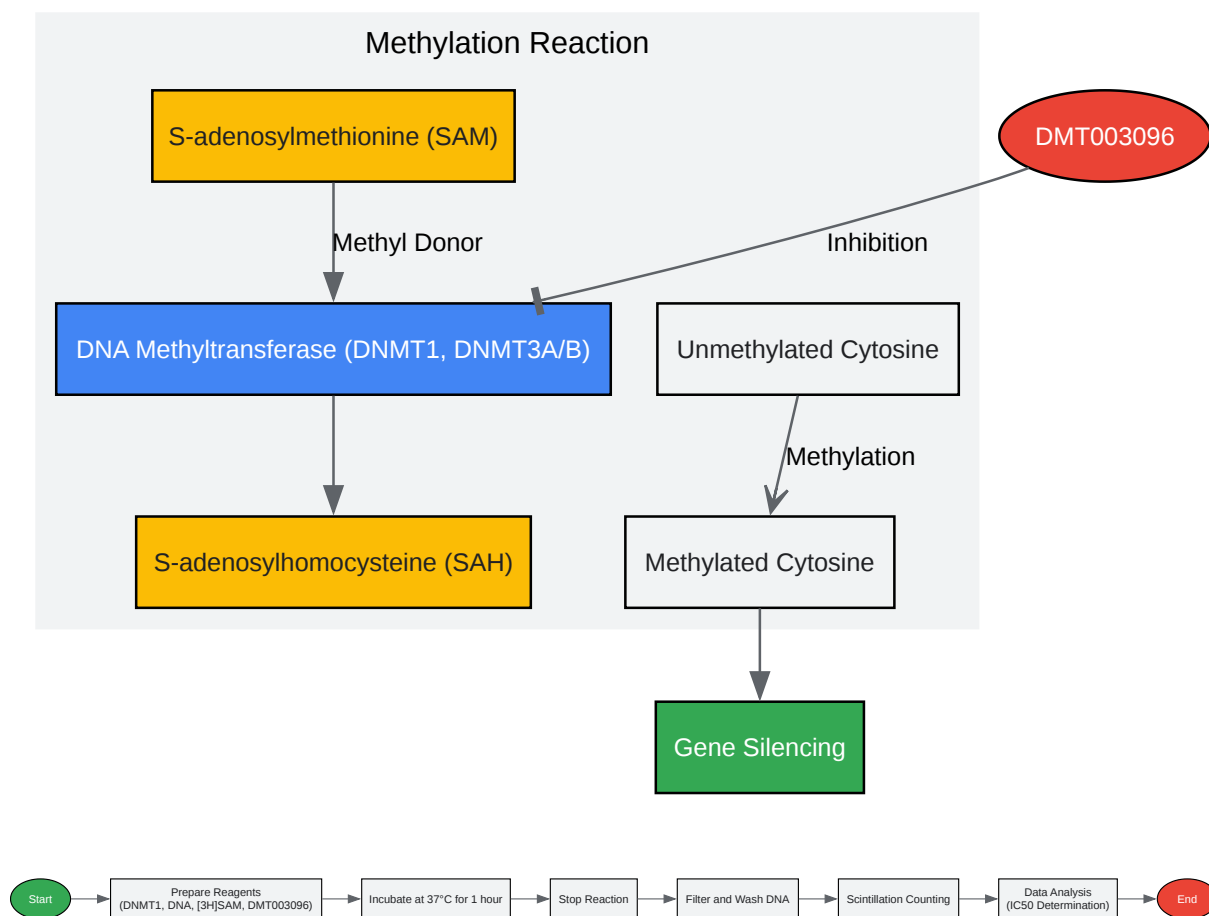 Methylation Reaction
S-adenosylmethionine (SAM)
DMT003096
Methyl Donor
Inhibition
DNA Methyltransferase (DNMT1, DNMT3A/B)
Unmethylated Cytosine
Methylation
S-adenosylhomocysteine (SAH)
Methylated Cytosine
Gene Silencing
Start
Prepare Reagents
(DNMT1, DNA, [3H]SAM, DMT003096)
Incubate at 37°C for 1 hour
Stop Reaction
Filter and Wash DNA
Scintillation Counting
Data Analysis
(IC50 Determination)
End